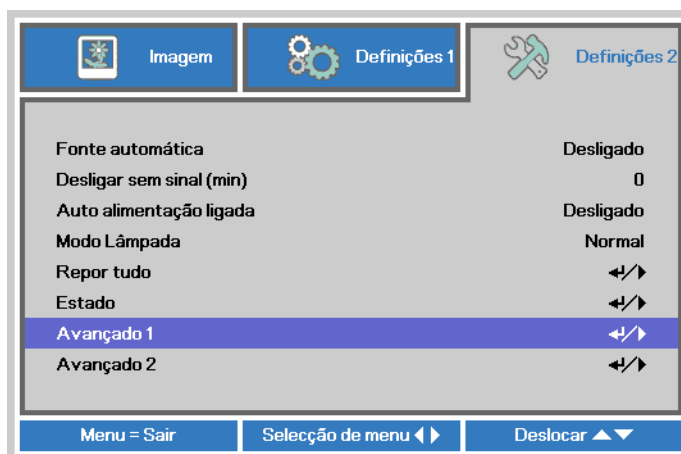 Imagem Definições 1 Definições 2
Fonte automática Desligado
Desligar sem sinal (min) 0
Auto alimentação ligada Desligado
Modo Lâmpada Normal
Repor tudo
Estado
Avançado 1
Avançado 2
Menu = Sair Selecção de menu Deslocar